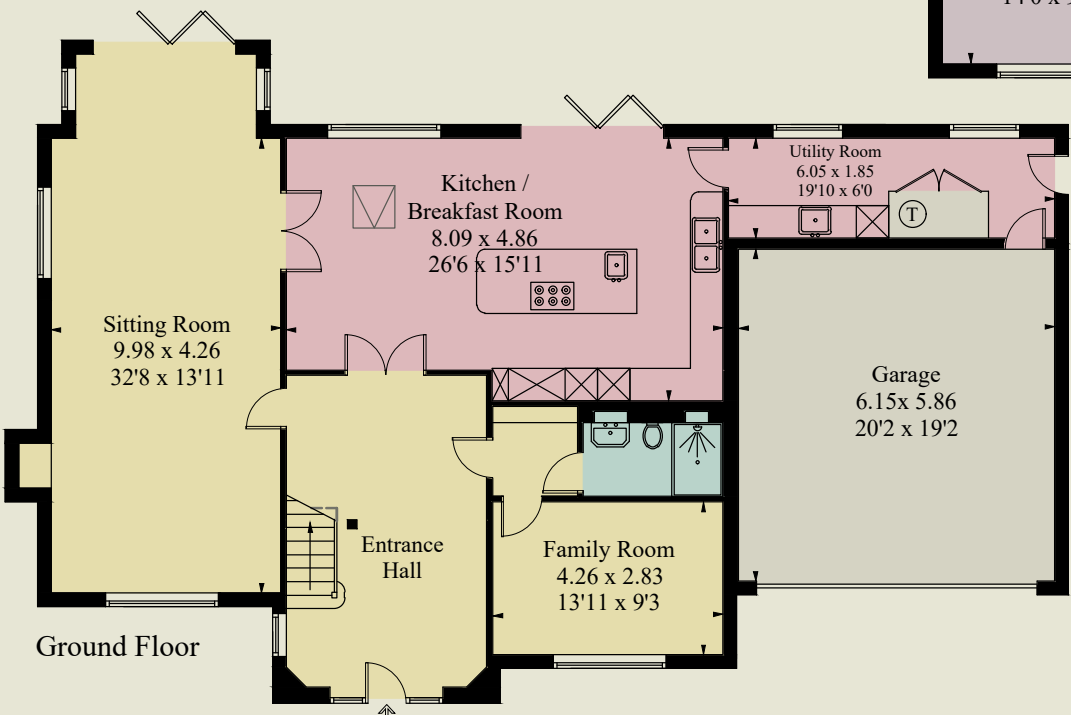 Utility Room
6.05 x 1.85
19'10 x 6'0
T
Kitchen /
Breakfast Room
8.09 x 4.86
26'6 x 15'11
Sitting Room
9.98 x 4.26
32'8 x 13'11
Garage
6.15x 5.86
20'2 x 19'2
Entrance
Hall
Family Room
4.26 x 2.83
13'11 x 9'3
Ground Floor